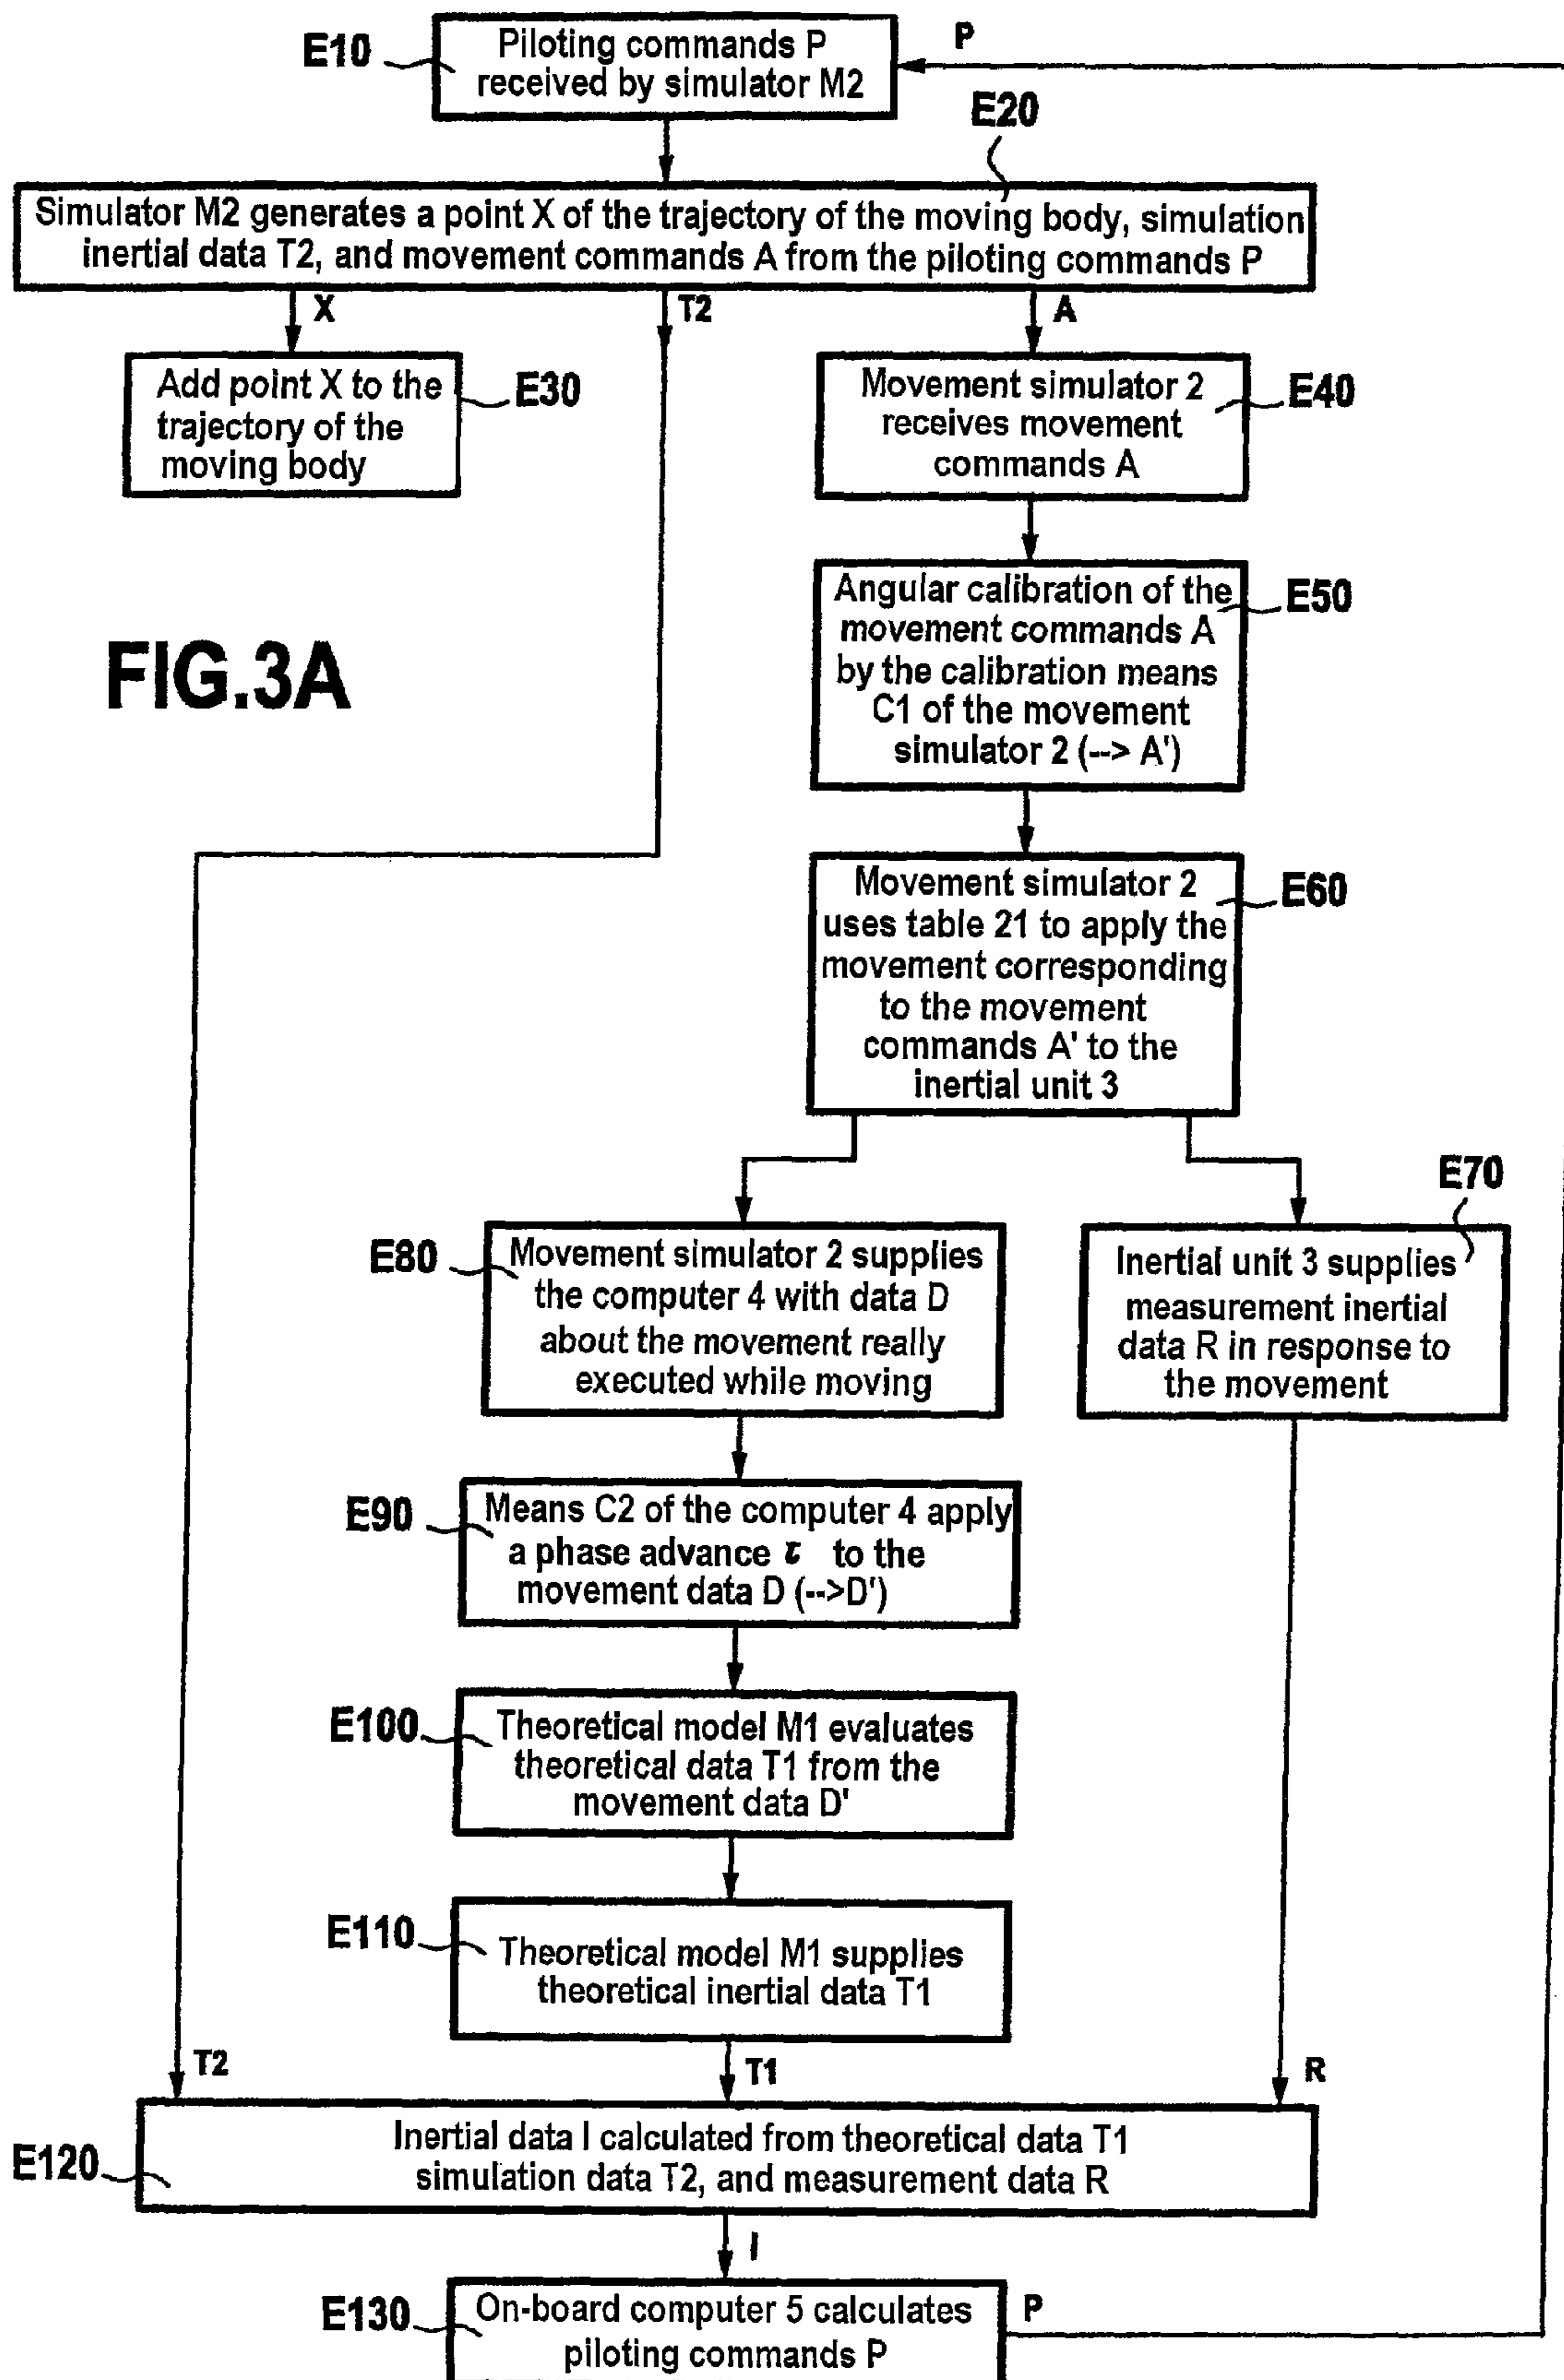 E10
Piloting commands P
received by simulator M2
P
E20
Simulator M2 generates a point X of the trajectory of the moving body, simulation
inertial data T2, and movement commands A from the piloting commands P
X
T2
A
Add point X to the
trajectory of the
moving body
E30
Movement simulator 2
receives movement
commands A
E40
Angular calibration of the
movement commands A
by the calibration means
C1 of the movement
simulator 2 (--> A')
E50
FIG.3A
Movement simulator 2
uses table 21 to apply the
movement corresponding
to the movement
commands A' to the
inertial unit 3
E60
E70
E80
Movement simulator 2 supplies
the computer 4 with data D
about the movement really
executed while moving
Inertial unit 3 supplies
measurement inertial
data R in response to
the movement
E90
Means C2 of the computer 4 apply
a phase advance τ to the
movement data D (-->D')
E100
Theoretical model M1 evaluates
theoretical data T1 from the
movement data D'
E110
Theoretical model M1 supplies
theoretical inertial data T1
T2
T1
R
E120
Inertial data I calculated from theoretical data T1
simulation data T2, and measurement data R
I
E130
On-board computer 5 calculates
piloting commands P
P